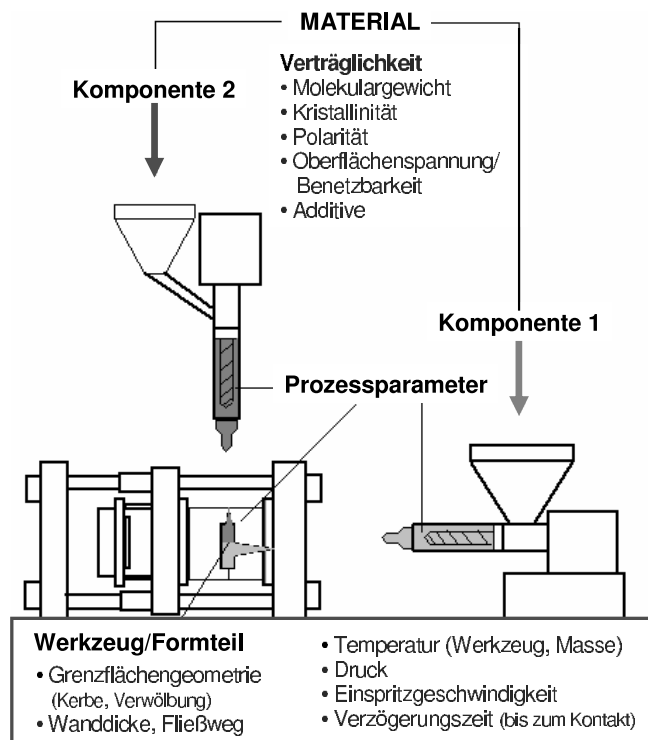 MATERIAL
Komponente 2
Verträglichkeit
• Molekulargewicht
• Kristallinität
• Polarität
• Oberflächenspannung/
Benetzbarkeit
• Additive
Komponente 1
Prozessparameter
Werkzeug/Formteil
• Grenzflächengeometrie
(Kerbe, Verwölbung)
• Wanddicke, Fließweg
• Temperatur (Werkzeug, Masse)
• Druck
• Einspritzgeschwindigkeit
• Verzögerungszeit (bis zum Kontakt)